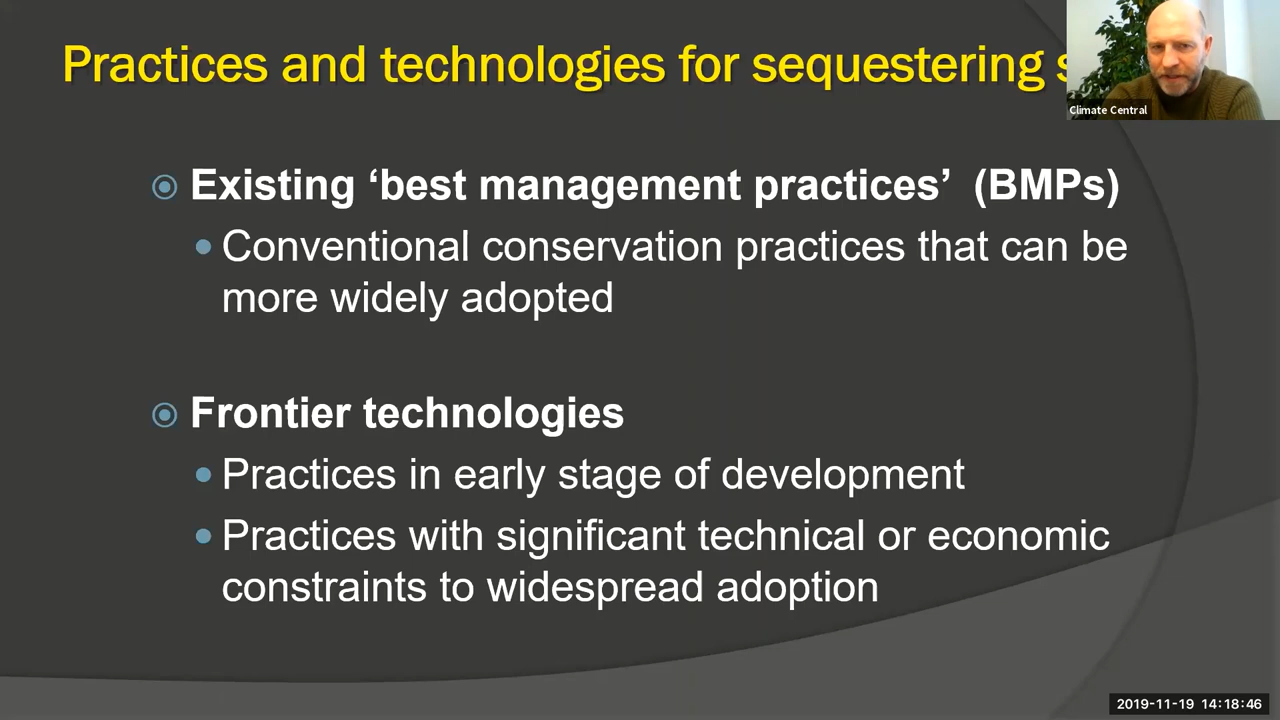 Practices and technologies for sequestering
Climate Central
Existing ‘best management practices’ (BMPs)
Conventional conservation practices that can be
more widely adopted
Frontier technologies
Practices in early stage of development
Practices with significant technical or economic
constraints to widespread adoption
2019-11-19 14:18:46